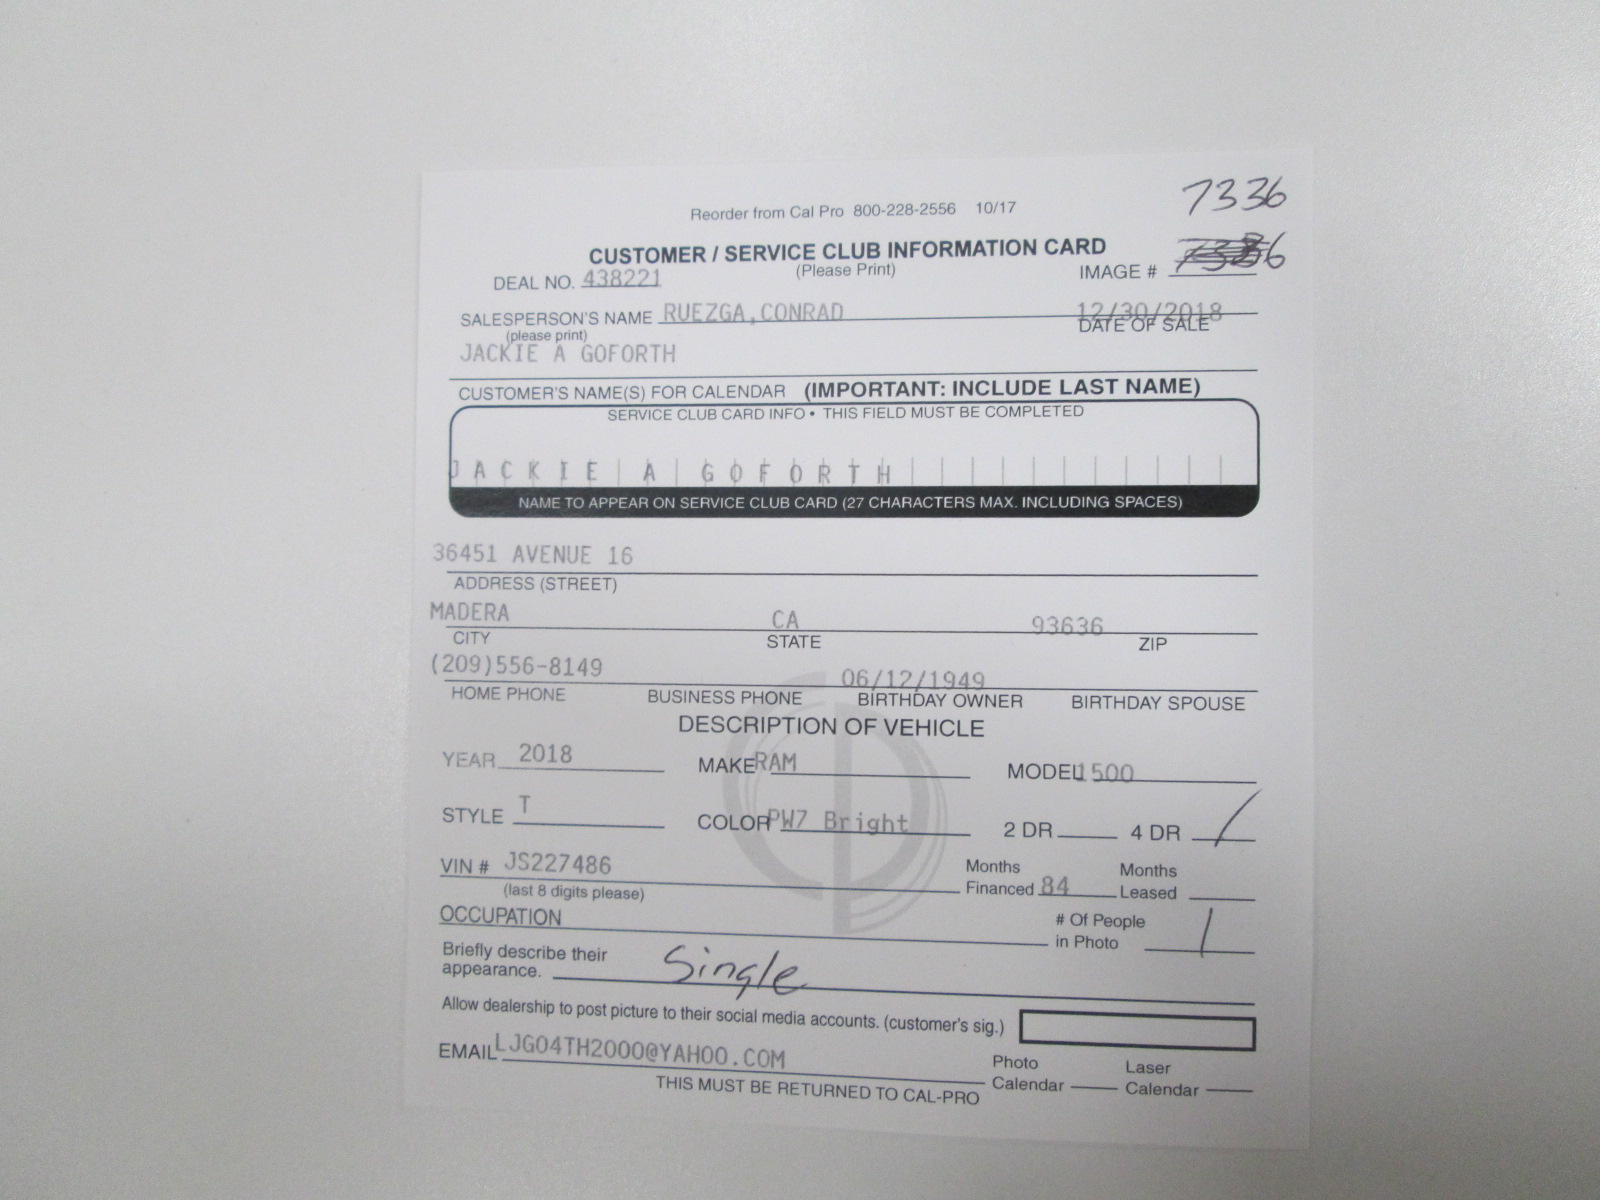 7336
Reorder from Cal Pro 800-228-2556 10/17
CUSTOMER / SERVICE CLUB INFORMATION CARD
(Please Print)
IMAGE #
DEAL NO. 438221
SALESPERSON'S NAME RUEZGA,CONRAD 12/30/2018
(please print) DATE OF SALE
JACKIE A GOFORTH
CUSTOMER'S NAME(S) FOR CALENDAR (IMPORTANT: INCLUDE LAST NAME)
SERVICE CLUB CARD INFO • THIS FIELD MUST BE COMPLETED
JACKIE A GOFORTH
NAME TO APPEAR ON SERVICE CLUB CARD (27 CHARACTERS MAX. INCLUDING SPACES)
36451 AVENUE 16
ADDRESS (STREET)
MADERA CA 93636
CITY STATE ZIP
(209)556-8149 06/12/1949
HOME PHONE BUSINESS PHONE BIRTHDAY OWNER BIRTHDAY SPOUSE
DESCRIPTION OF VEHICLE
YEAR 2018 MAKE RAM MODEL 1500
STYLE T COLOR PW7 Bright 2 DR 4 DR /
VIN # JS227486 Months Financed 84 Months Leased
(last 8 digits please)
OCCUPATION # Of People in Photo 1
Briefly describe their
appearance. Single
Allow dealership to post picture to their social media accounts. (customer's sig.)
EMAIL LJGO4TH2000@YAHOO.COM Photo Calendar Laser Calendar
THIS MUST BE RETURNED TO CAL-PRO